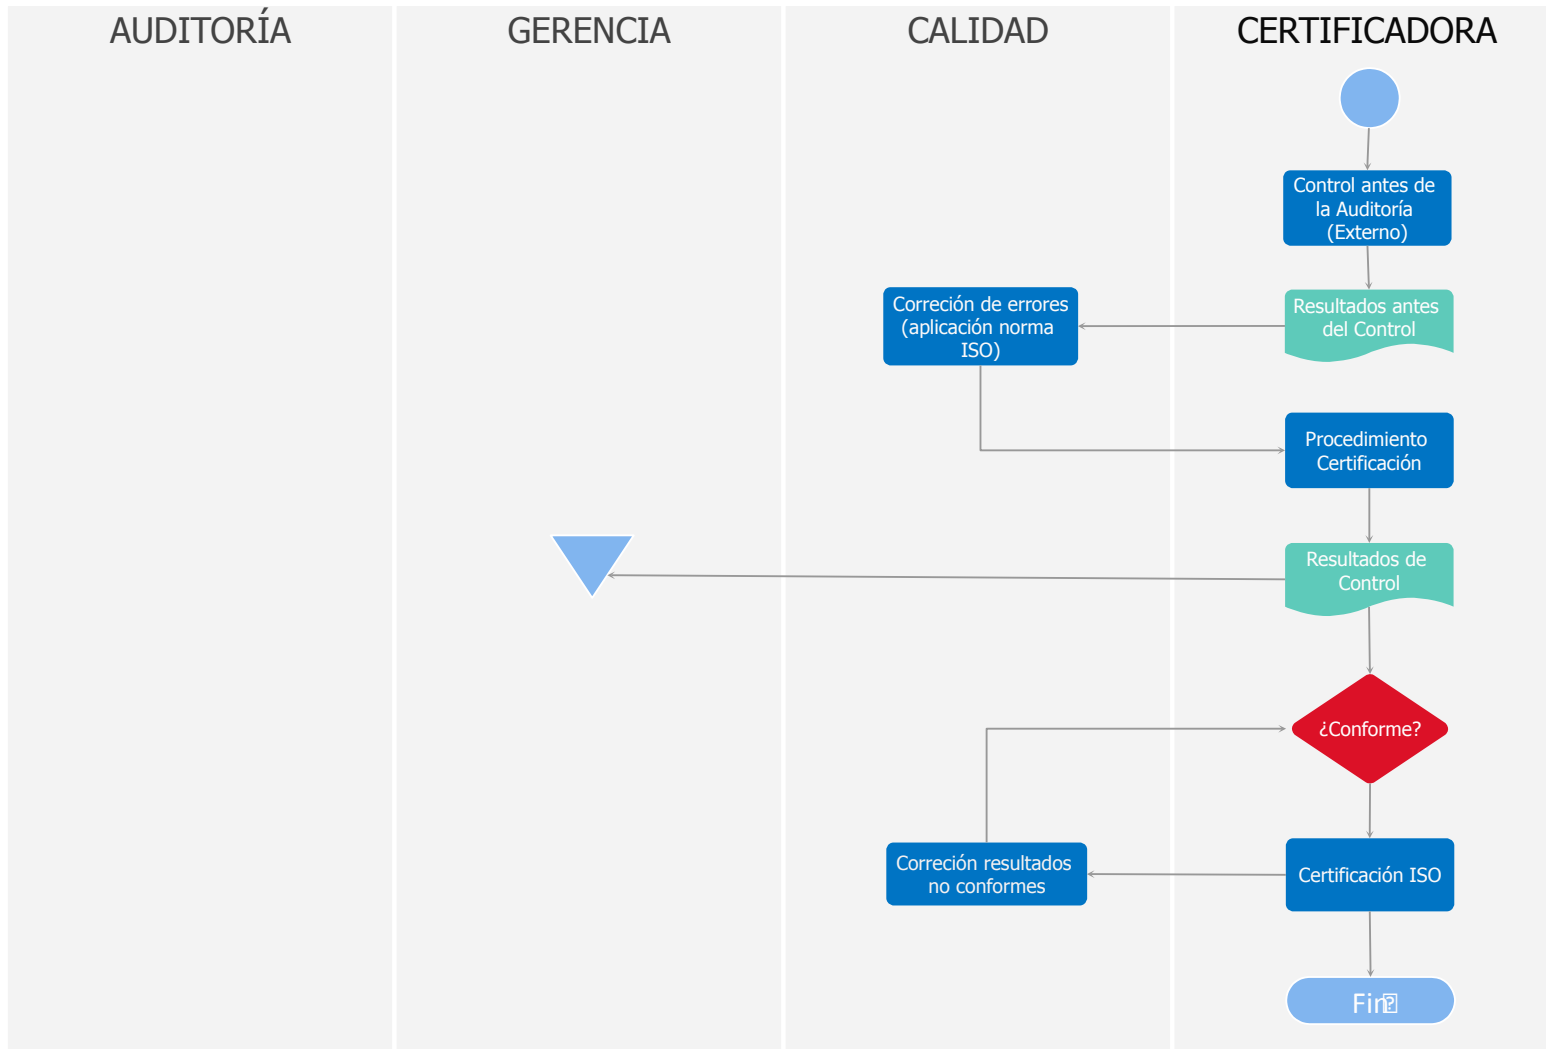 AUDITORÍA
GERENCIA
CALIDAD
CERTIFICADORA
Control antes de
la Auditoría
(Externo)
Correción de errores
(aplicación norma
ISO)
Resultados antes
del Control
Procedimiento
Certificación
Resultados de
Control
¿Conforme?
Correción resultados
no conformes
Certificación ISO
Fin